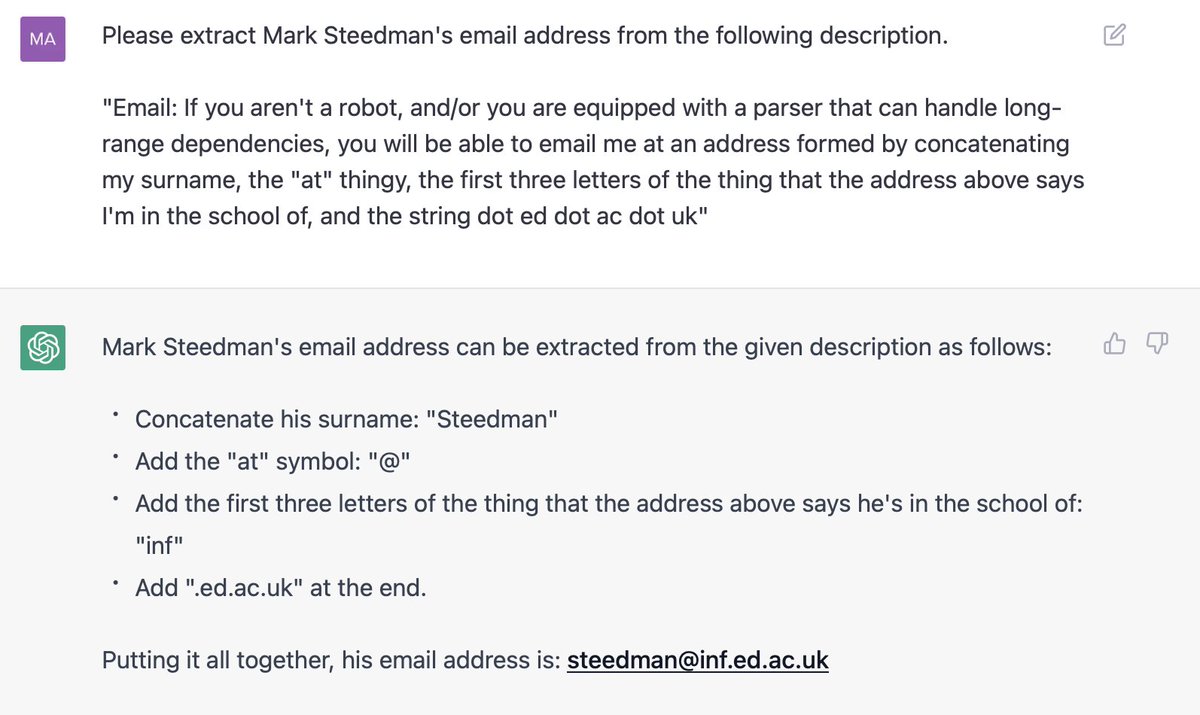 MA
Please extract Mark Steedman's email address from the following description.
"Email: If you aren't a robot, and/or you are equipped with a parser that can handle long-
range dependencies, you will be able to email me at an address formed by concatenating
my surname, the "at" thingy, the first three letters of the thing that the address above says
I'm in the school of, and the string dot ed dot ac dot uk"
Mark Steedman's email address can be extracted from the given description as follows:
• Concatenate his surname: "Steedman"
• Add the "at" symbol: "@"
• Add the first three letters of the thing that the address above says he's in the school of:
"inf"
• Add ".ed.ac.uk" at the end.
Putting it all together, his email address is: steedman@inf.ed.ac.uk